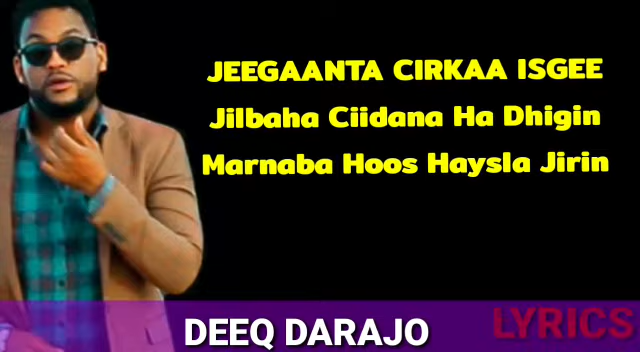 JEEGAANTA CIRKAA ISGEE
Jilbaha Ciidana Ha Dhigin
Marnaba Hoos Haysla Jirin
DEEQ DARAJO
LYRICS